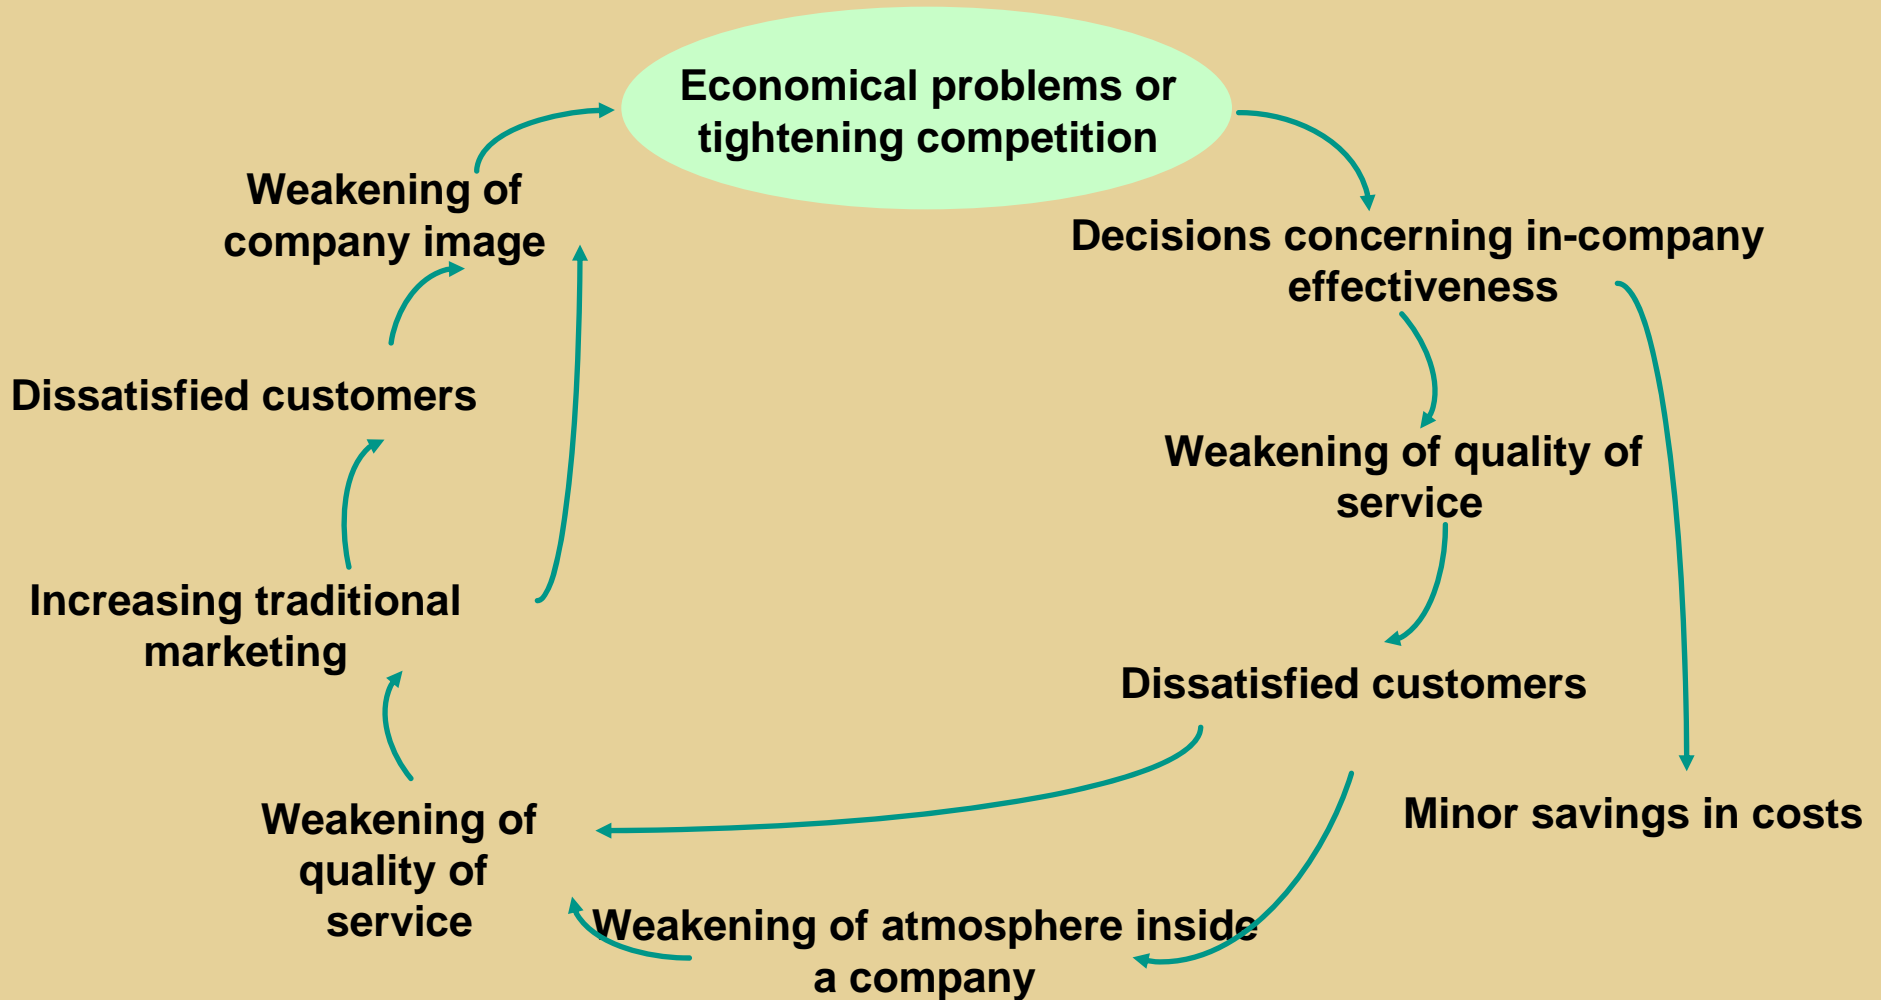 Economical problems or
tightening competition
Weakening of
company image
Decisions concerning in-company
effectiveness
Dissatisfied customers
Weakening of quality of
service
Increasing traditional
marketing
Dissatisfied customers
Minor savings in costs
Weakening of
quality of
service
Weakening of atmosphere inside
a company